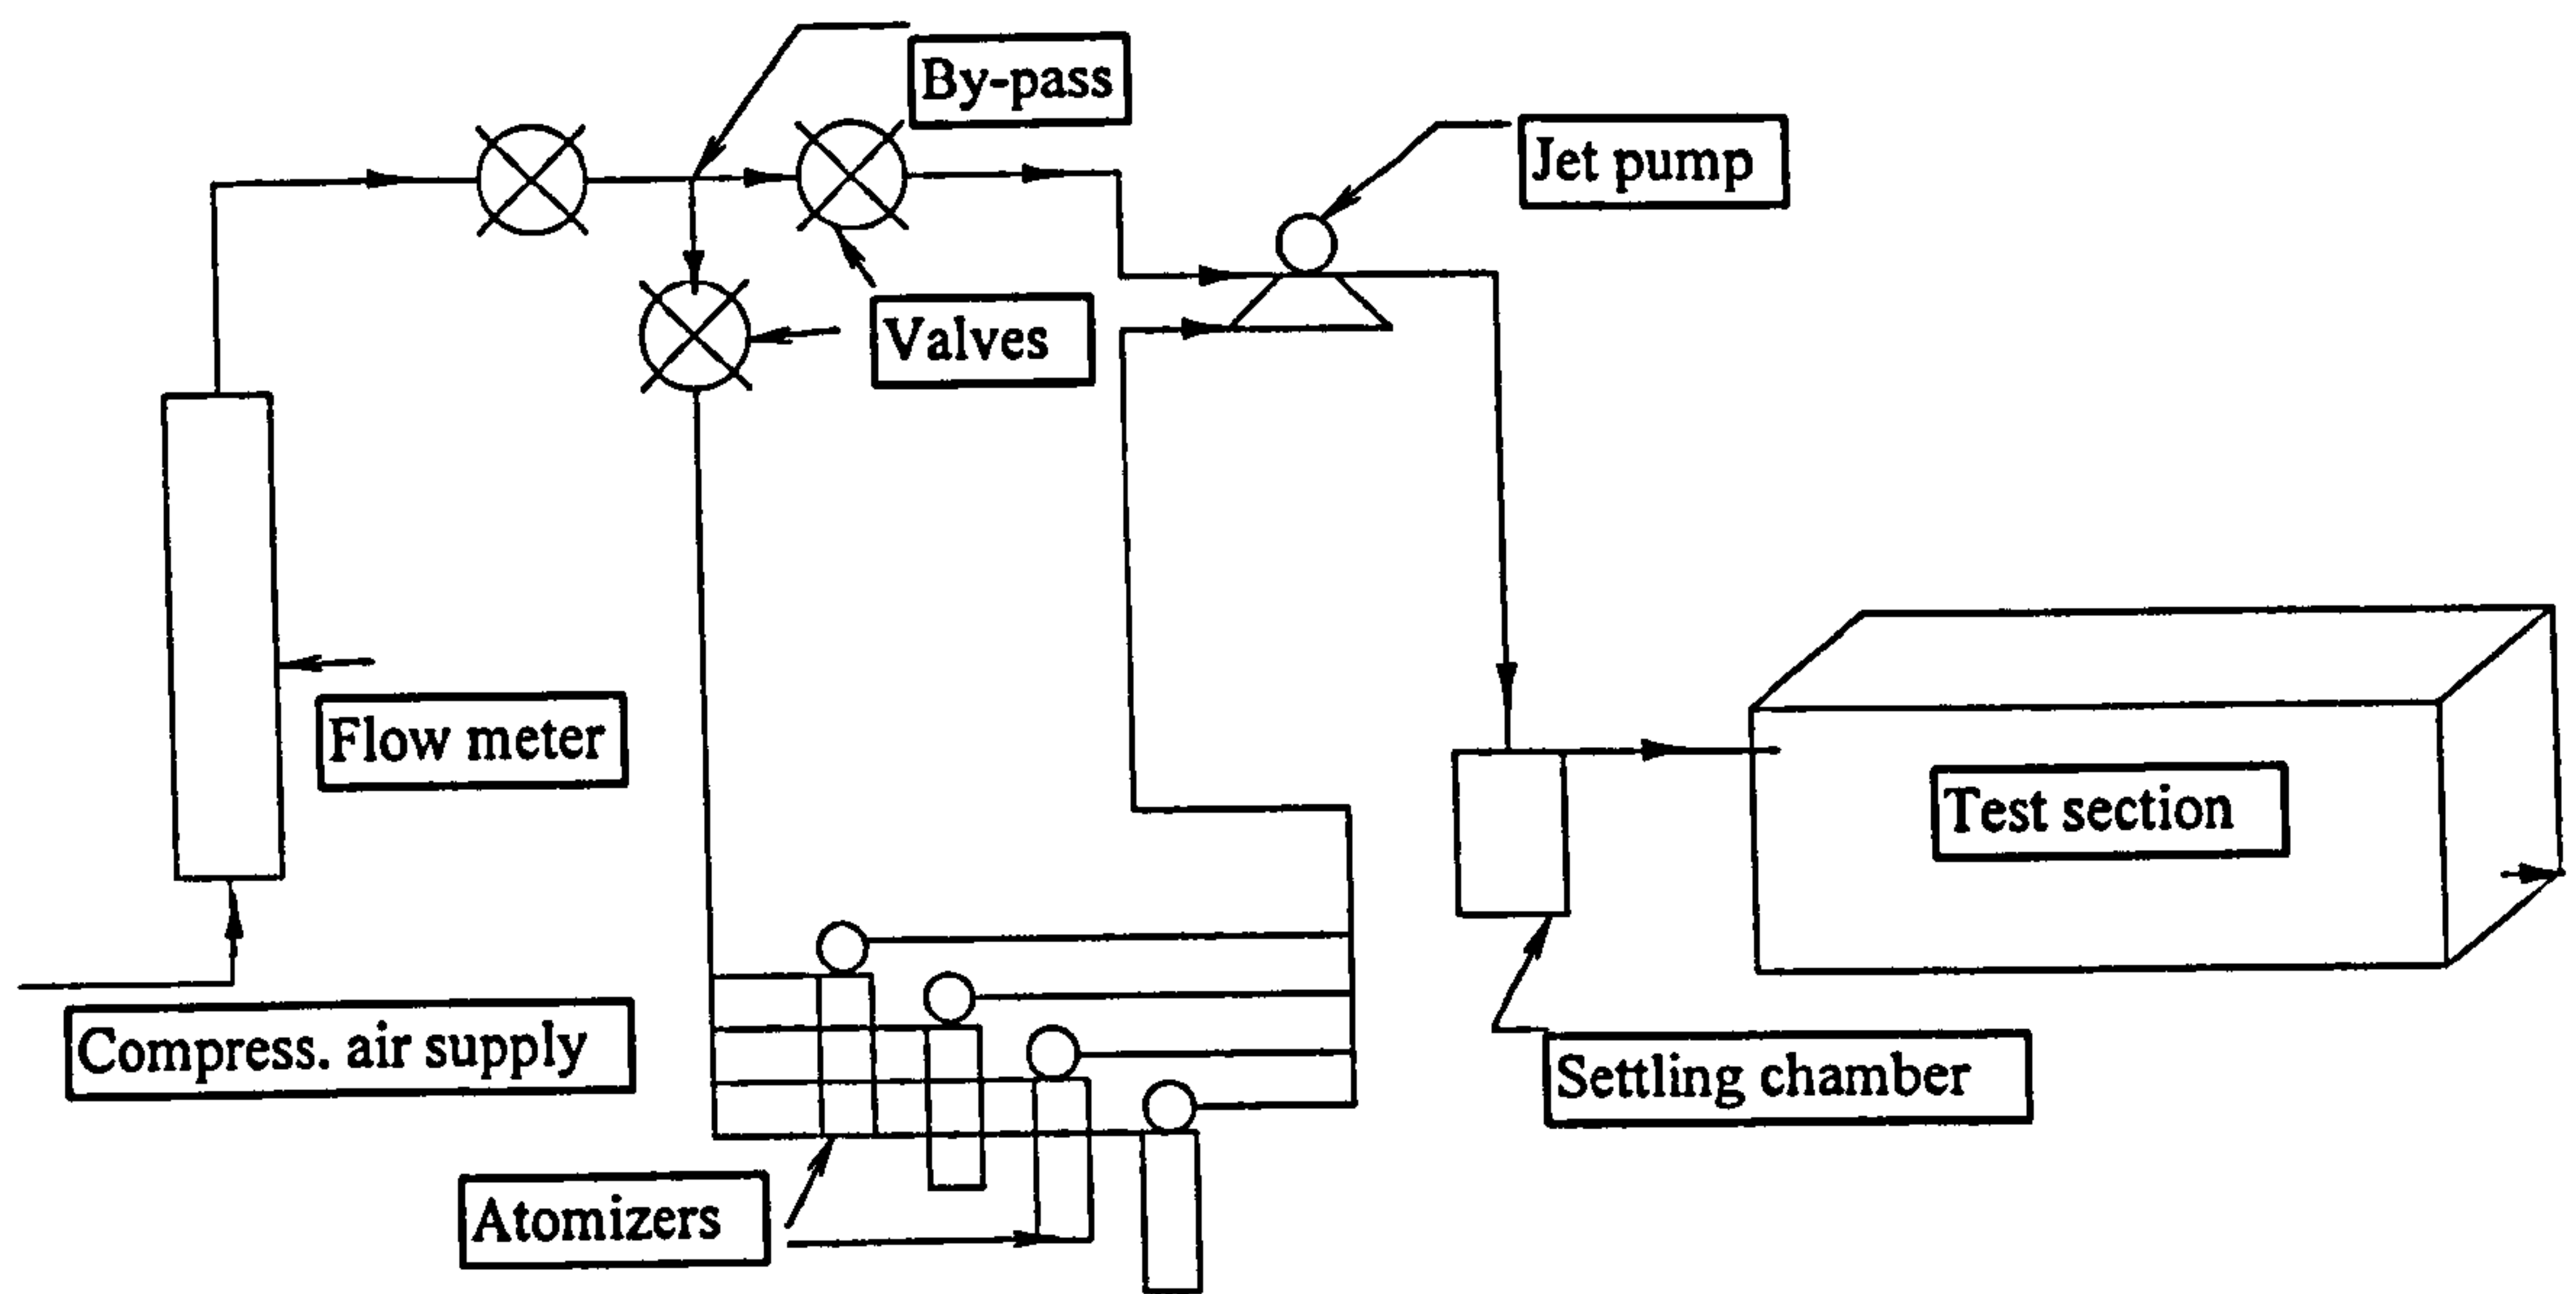 By-pass
Jet pump
Valves
Flow meter
Test section
Compress. air supply
Settling chamber
Atomizers